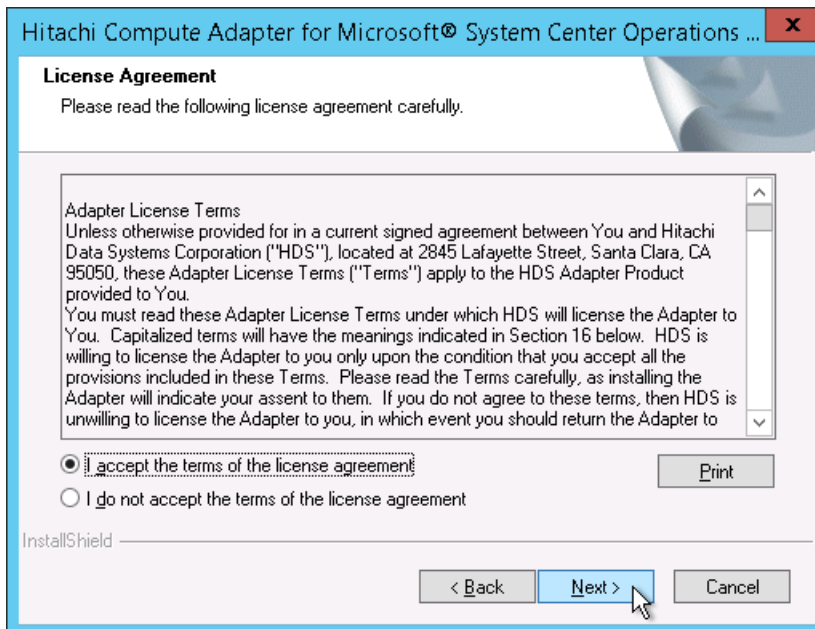 Hitachi Compute Adapter for Microsoft® System Center Operations ...
x
License Agreement
Please read the following license agreement carefully.
Adapter License Terms
Unless otherwise provided for in a current signed agreement between You and Hitachi
Data Systems Corporation ("HDS"), located at 2845 Lafayette Street, Santa Clara, CA
95050, these Adapter License Terms ("Terms") apply to the HDS Adapter Product
provided to You.
You must read these Adapter License Terms under which HDS will license the Adapter to
You.  Capitalized terms will have the meanings indicated in Section 16 below.  HDS is
willing to license the Adapter to you only upon the condition that you accept all the
provisions included in these Terms.  Please read the Terms carefully, as installing the
Adapter will indicate your assent to them.  If you do not agree to these terms, then HDS is
unwilling to license the Adapter to you, in which event you should return the Adapter to
I accept the terms of the license agreement
Print
I do not accept the terms of the license agreement
InstallShield
< Back
Next >
Cancel